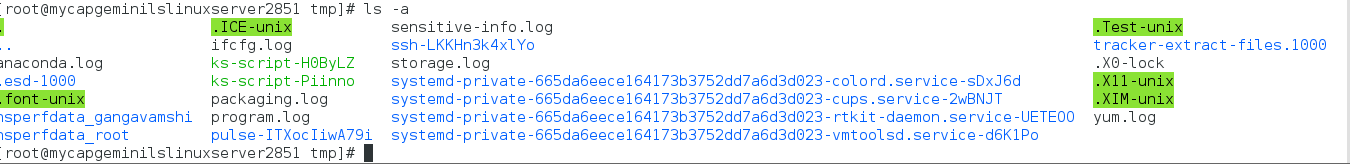 [root@mycapgeminilslinuxserver2851 tmp]# ls -a
. .ICE-unix sensitive-info.log .Test-unix
.. ifcfg.log ssh-LKKHn3k4xlYo tracker-extract-files.1000
anaconda.log ks-script-H0ByLZ storage.log .X0-lock
.esd-1000 ks-script-Piinno systemd-private-665da6eece164173b3752dd7a6d3d023-colord.service-sDxJ6d .X11-unix
.font-unix packaging.log systemd-private-665da6eece164173b3752dd7a6d3d023-cups.service-2wBNJT .XIM-unix
hsperfdata_gangavamshi program.log systemd-private-665da6eece164173b3752dd7a6d3d023-rtkit-daemon.service-UETEOO yum.log
hsperfdata_root pulse-ITXocIiwA79i systemd-private-665da6eece164173b3752dd7a6d3d023-vmtoolsd.service-d6K1Po
[root@mycapgeminilslinuxserver2851 tmp]#